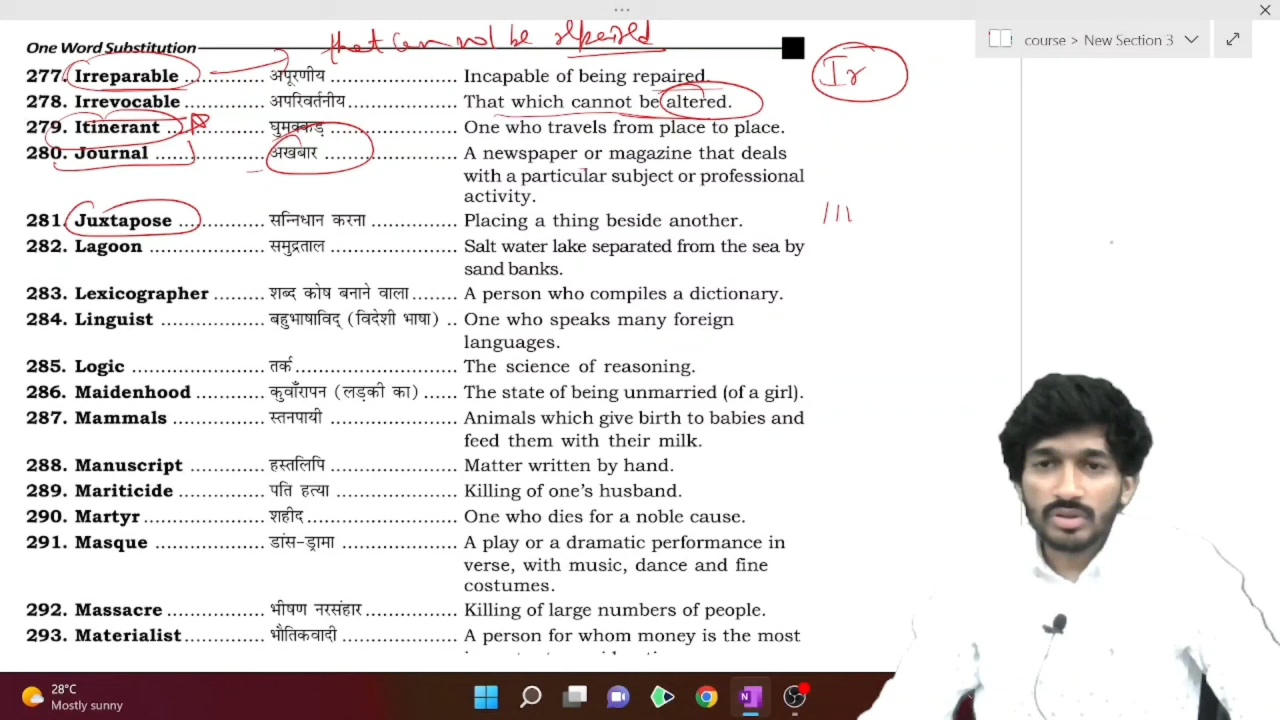 ...
that cannot be repaired
course > New Section 3
One Word Substitution
277. Irreparable .............. अपूरणीय ...................... Incapable of being repaired.
Ir
278. Irrevocable .............. अपरिवर्तनीय .................. That which cannot be altered.
279. Itinerant ................ घुमक्कड़ ...................... One who travels from place to place.
280. Journal .................. अखबार ........................ A newspaper or magazine that deals
with a particular subject or professional
activity.
281. Juxtapose ................ सन्निधान करना ................ Placing a thing beside another.
282. Lagoon ................... समुद्रताल .................... Salt water lake separated from the sea by
sand banks.
283. Lexicographer ......... शब्द कोष बनाने वाला ........ A person who compiles a dictionary.
284. Linguist ................. बहुभाषाविद् (विदेशी भाषा) .. One who speaks many foreign
languages.
285. Logic .................... तर्क ......................... The science of reasoning.
286. Maidenhood ............ कुवाँरापन (लड़की का) ...... The state of being unmarried (of a girl).
287. Mammals ................ स्तनपायी ...................... Animals which give birth to babies and
feed them with their milk.
288. Manuscript ............. हस्तलिपि ...................... Matter written by hand.
289. Mariticide .............. पति हत्या ..................... Killing of one’s husband.
290. Martyr ................... शहीद ......................... One who dies for a noble cause.
291. Masque .................. डांस-ड्रामा ................... A play or a dramatic performance in
verse, with music, dance and fine
costumes.
292. Massacre ................ भीषण नरसंहार ................ Killing of large numbers of people.
293. Materialist .............. भौतिकवादी .................... A person for whom money is the most
28°C
Mostly sunny